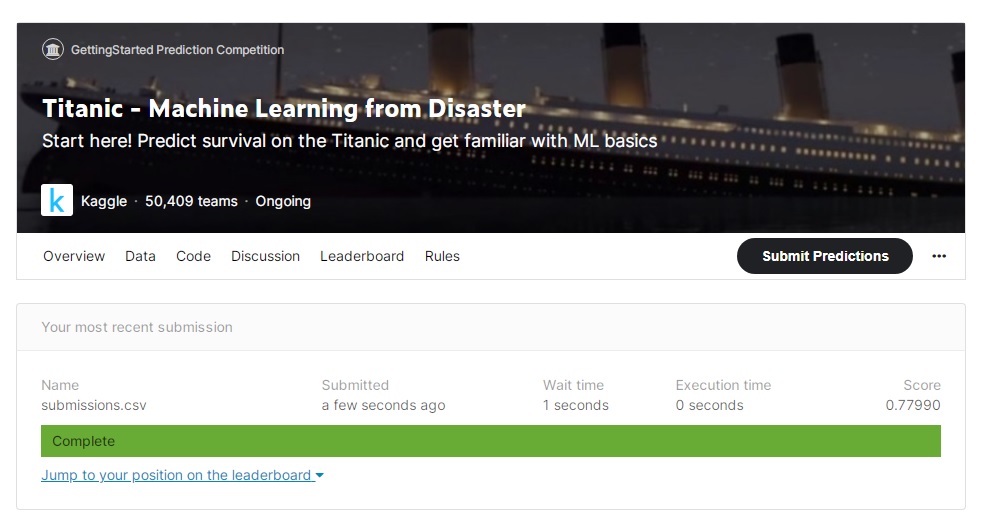 GettingStarted Prediction Competition
Titanic - Machine Learning from Disaster
Start here! Predict survival on the Titanic and get familiar with ML basics
k Kaggle · 50,409 teams · Ongoing
Overview Data Code Discussion Leaderboard Rules Submit Predictions •••
Your most recent submission
Name Submitted Wait time Execution time Score
submissions.csv a few seconds ago 1 seconds 0 seconds 0.77990
Complete
Jump to your position on the leaderboard